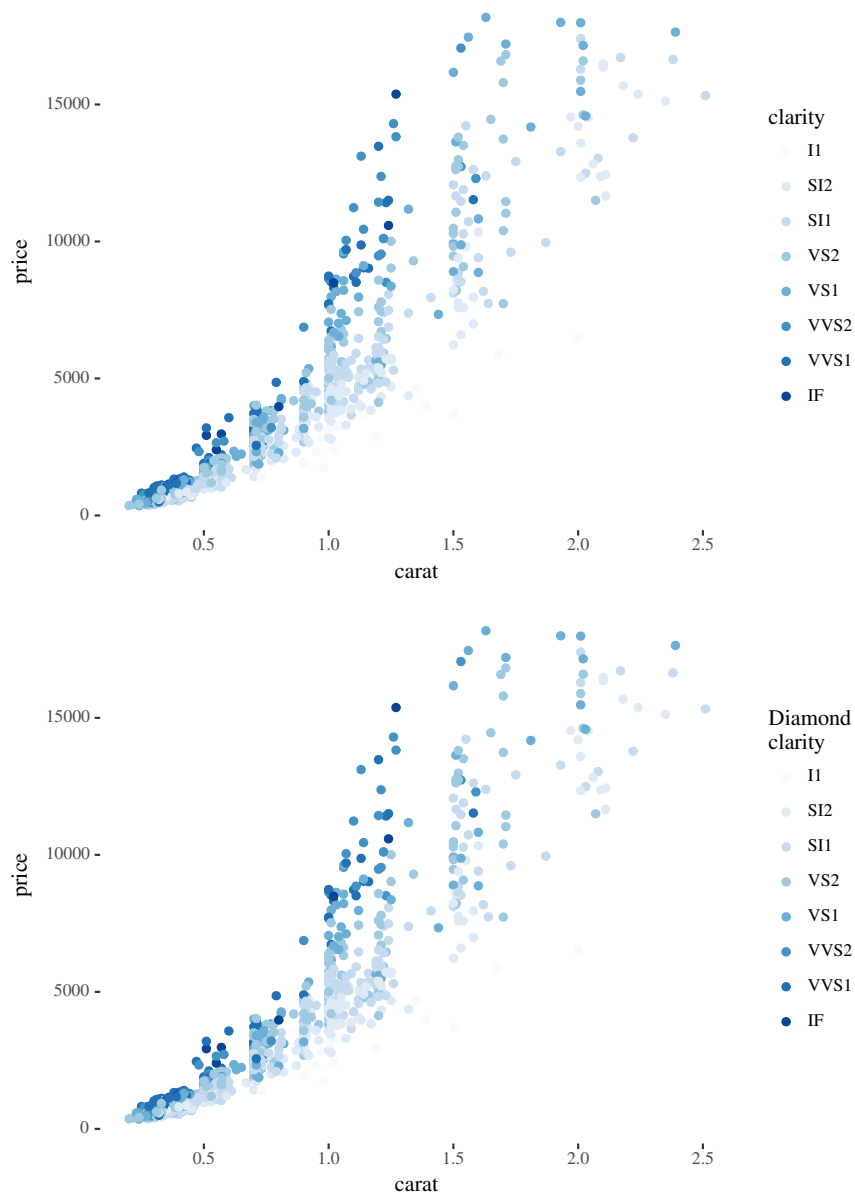 15000
10000
5000
0
price
0.5 1.0 1.5 2.0 2.5
carat
clarity
I1
SI2
SI1
VS2
VS1
VVS2
VVS1
IF
15000
10000
5000
0
price
0.5 1.0 1.5 2.0 2.5
carat
Diamond
clarity
I1
SI2
SI1
VS2
VS1
VVS2
VVS1
IF